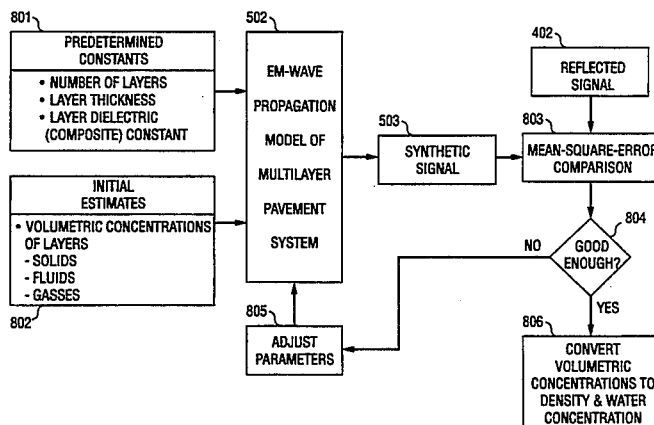 801
PREDETERMINED
CONSTANTS
• NUMBER OF LAYERS
• LAYER THICKNESS
• LAYER DIELECTRIC
(COMPOSITE) CONSTANT
502
EM-WAVE
PROPAGATION
MODEL OF
MULTILAYER
PAVEMENT
SYSTEM
402
REFLECTED
SIGNAL
503
SYNTHETIC
SIGNAL
803
MEAN-SQUARE-ERROR
COMPARISON
INITIAL
ESTIMATES
• VOLUMETRIC CONCENTRATIONS
OF LAYERS
- SOLIDS
- FLUIDS
- GASSES
802
804
GOOD
ENOUGH?
NO
YES
805
ADJUST
PARAMETERS
806
CONVERT
VOLUMETRIC
CONCENTRATIONS TO
DENSITY & WATER
CONCENTRATION